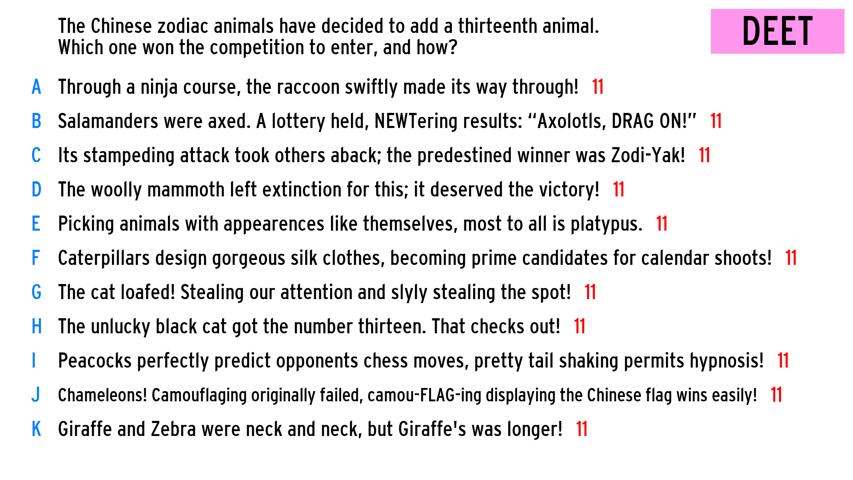 The Chinese zodiac animals have decided to add a thirteenth animal.
Which one won the competition to enter, and how?
DEET
A Through a ninja course, the raccoon swiftly made its way through! 11
B Salamanders were axed. A lottery held, NEWTering results: “Axolotls, DRAG ON!” 11
C Its stampeding attack took others aback; the predestined winner was Zodi-Yak! 11
D The woolly mammoth left extinction for this; it deserved the victory! 11
E Picking animals with appearences like themselves, most to all is platypus. 11
F Caterpillars design gorgeous silk clothes, becoming prime candidates for calendar shoots! 11
G The cat loafed! Stealing our attention and slyly stealing the spot! 11
H The unlucky black cat got the number thirteen. That checks out! 11
I Peacocks perfectly predict opponents chess moves, pretty tail shaking permits hypnosis! 11
J Chameleons! Camouflaging originally failed, camou-FLAG-ing displaying the Chinese flag wins easily! 11
K Giraffe and Zebra were neck and neck, but Giraffe's was longer! 11